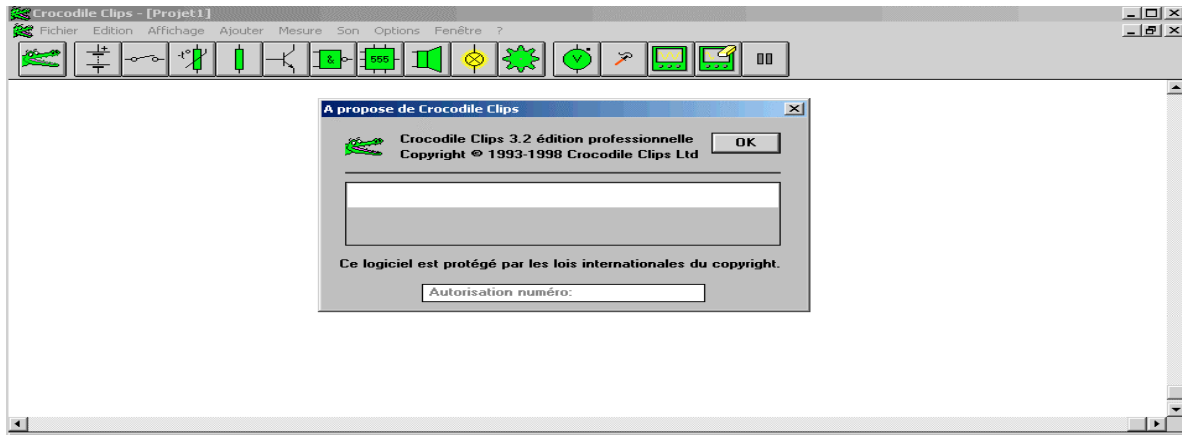 Crocodile Clips - [Projet1]
Fichier Edition Affichage Ajouter Mesure Son Options Fenêtre ?
& 555 V
A propose de Crocodile Clips
Crocodile Clips 3.2 édition professionnelle
OK
Copyright © 1993-1998 Crocodile Clips Ltd
Ce logiciel est protégé par les lois internationales du copyright.
Autorisation numéro: